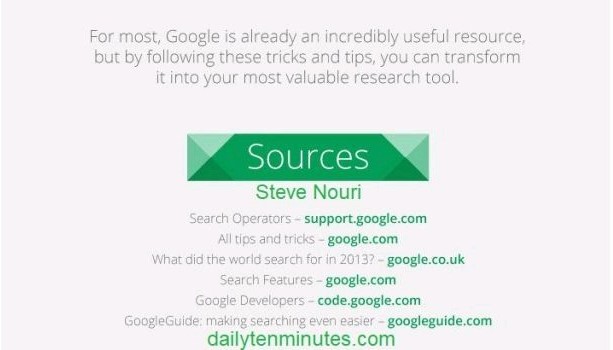 For most, Google is already an incredibly useful resource,
but by following these tricks and tips, you can transform
it into your most valuable research tool.
Sources
Steve Nouri
Search Operators – support.google.com
All tips and tricks – google.com
What did the world search for in 2013? – google.co.uk
Search Features – google.com
Google Developers – code.google.com
GoogleGuide: making searching even easier – googleguide.com
dailytenminutes.com